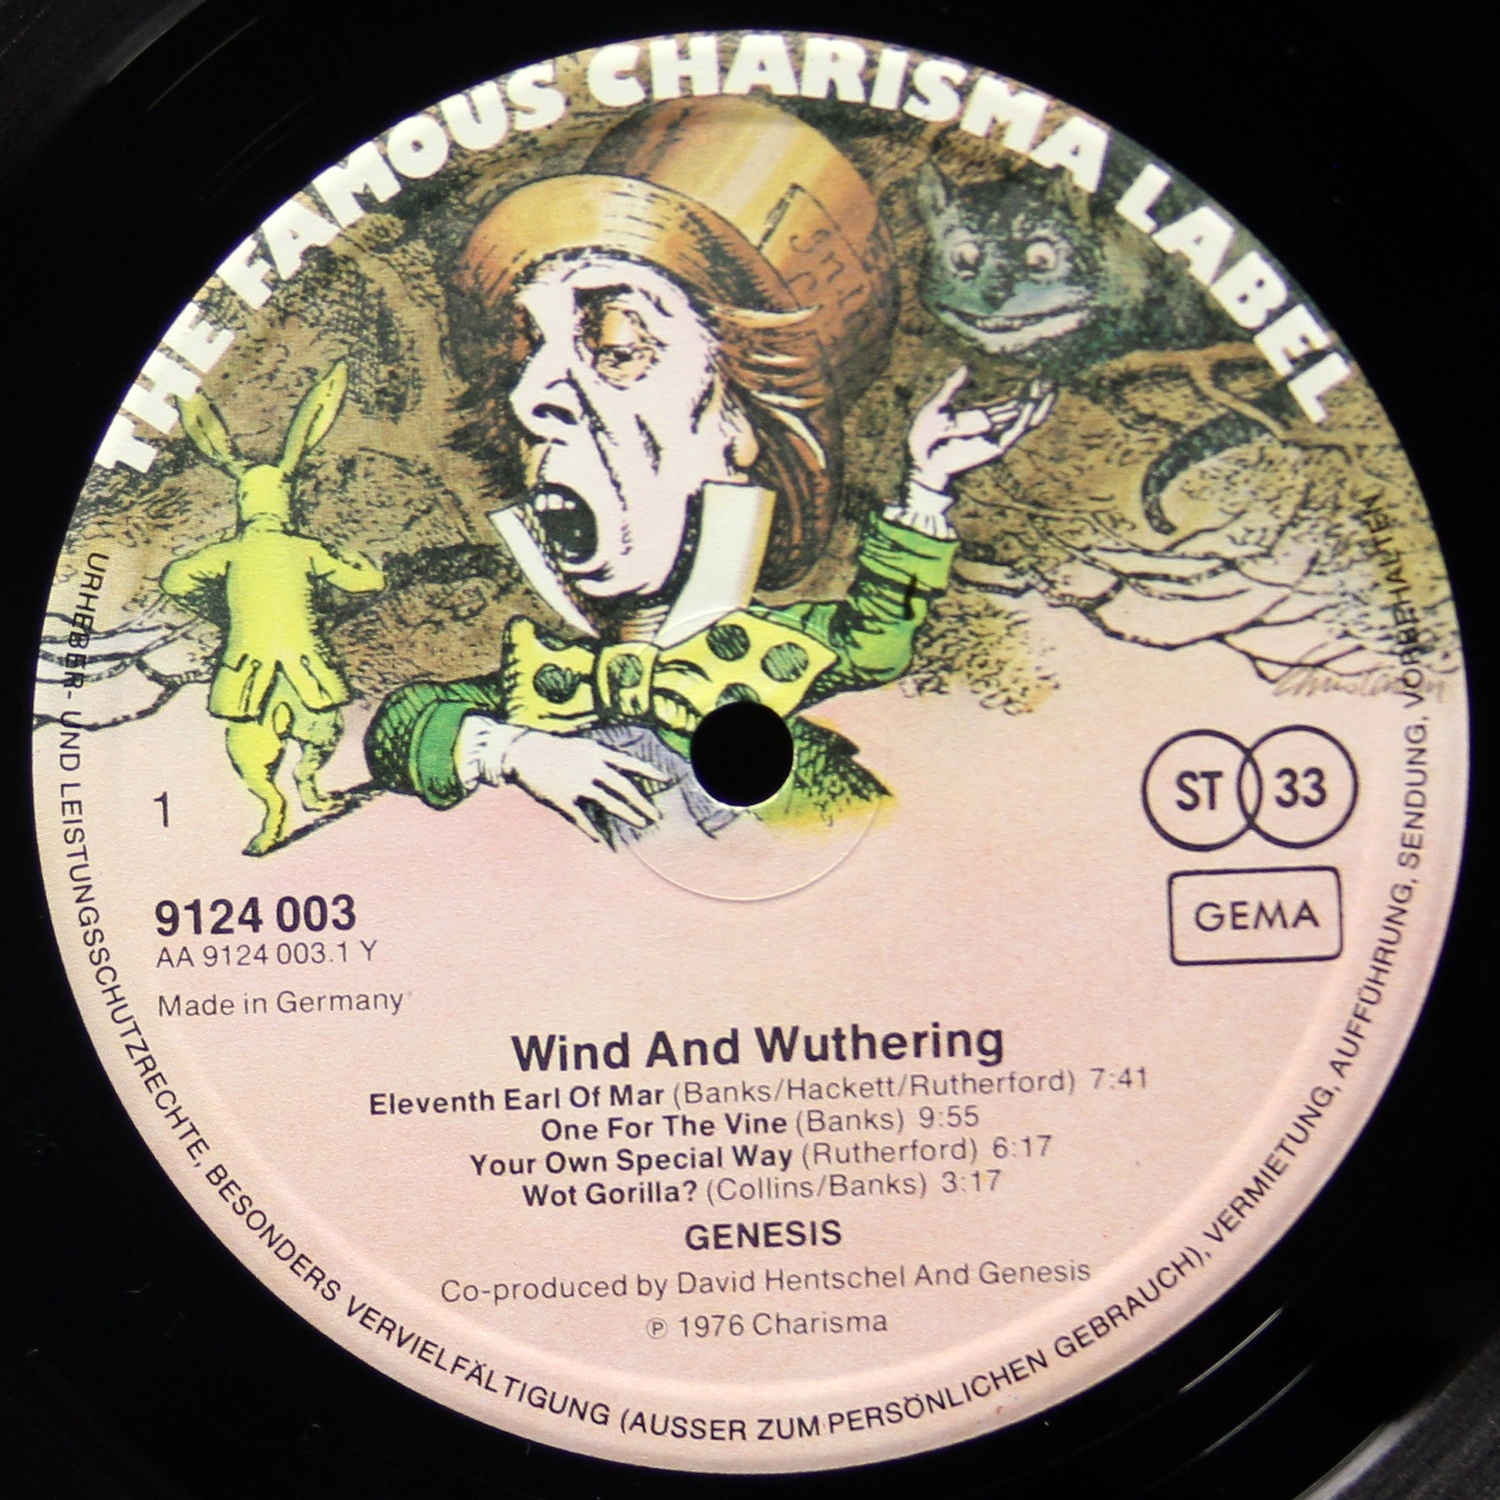 THE FAMOUS CHARISMA LABEL
ST 33
GEMA
1
9124 003
AA 9124 003.1 Y
Made in Germany
Wind And Wuthering
Eleventh Earl Of Mar (Banks/Hackett/Rutherford) 7:41
One For The Vine (Banks) 9:55
Your Own Special Way (Rutherford) 6:17
Wot Gorilla? (Collins/Banks) 3:17
GENESIS
Co-produced by David Hentschel And Genesis
℗ 1976 Charisma
URHEBER- UND LEISTUNGSSCHUTZRECHTE, BESONDERS VERVIELFÄLTIGUNG (AUSSER ZUM PERSÖNLICHEN GEBRAUCH), VERMIETUNG, AUFFÜHRUNG, SENDUNG, VORBEHALTEN